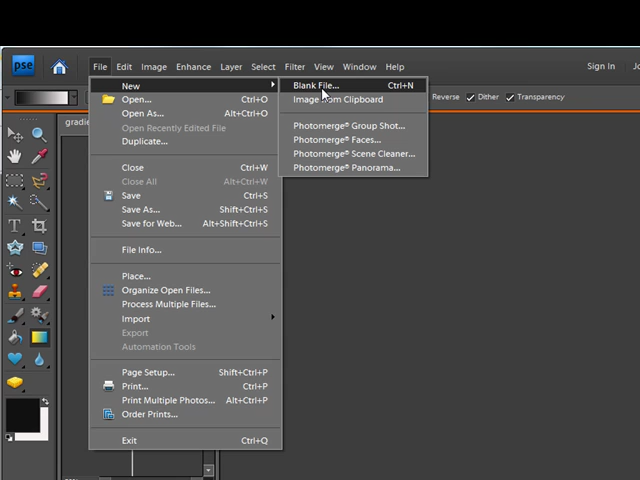 pse
File Edit Image Enhance Layer Select Filter View Window Help
Sign In
Reverse Dither Transparency
New
Open... Ctrl+O
Open As... Alt+Ctrl+O
Open Recently Edited File
Duplicate...
Close Ctrl+W
Close All Alt+Ctrl+W
Save Ctrl+S
Save As... Shift+Ctrl+S
Save for Web... Alt+Shift+Ctrl+S
File Info...
Place...
Organize Open Files...
Process Multiple Files...
Import
Export
Automation Tools
Page Setup... Shift+Ctrl+P
Print... Ctrl+P
Print Multiple Photos... Alt+Ctrl+P
Order Prints...
Exit Ctrl+Q
Blank File... Ctrl+N
Image from Clipboard
Photomerge® Group Shot...
Photomerge® Faces...
Photomerge® Scene Cleaner...
Photomerge® Panorama...